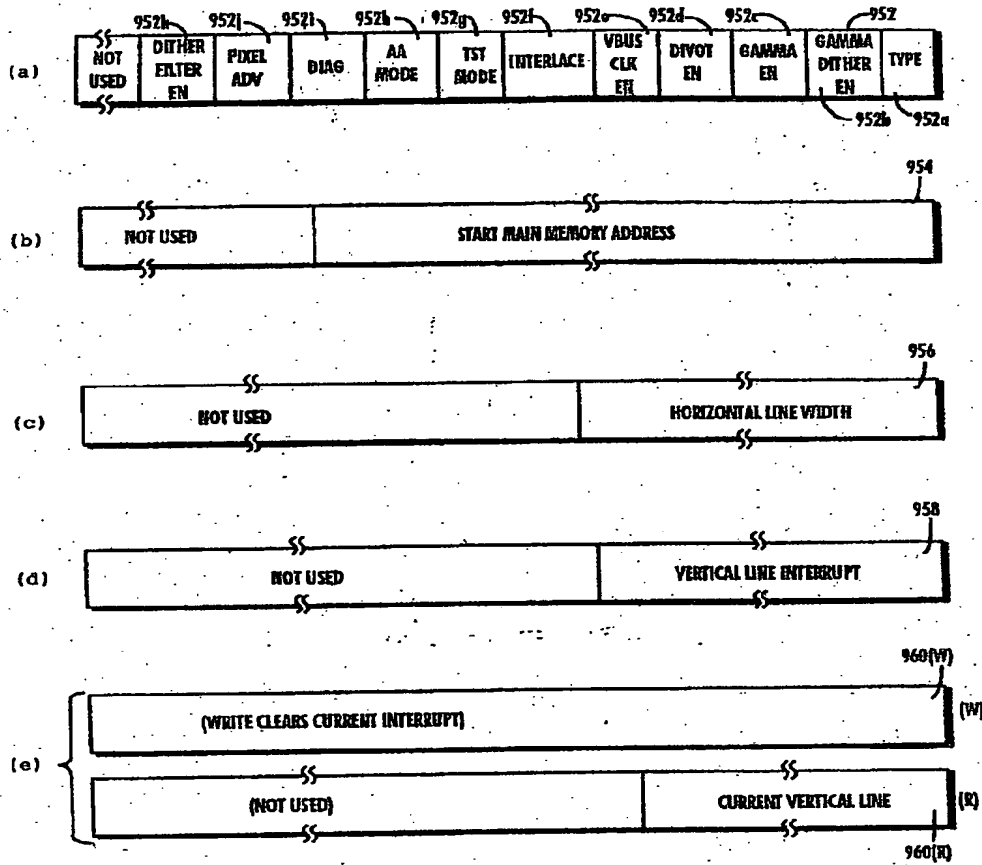 952k 952j 952i 952h 952g 952f 952e 952d 952c 952
(a) NOT USED DITHER FILTER EN PIXEL ADV DIAG AA MODE TST MODE INTERLACE VBUS CLK EN DIVOT EN GAMMA EN GAMMA DITHER EN TYPE
952b 952a
954
(b) NOT USED START MAIN MEMORY ADDRESS
956
(c) NOT USED HORIZONTAL LINE WIDTH
958
(d) NOT USED VERTICAL LINE INTERRUPT
960(W)
(WRITE CLEARS CURRENT INTERRUPT) (W)
(e)
(NOT USED) CURRENT VERTICAL LINE (R)
960(R)